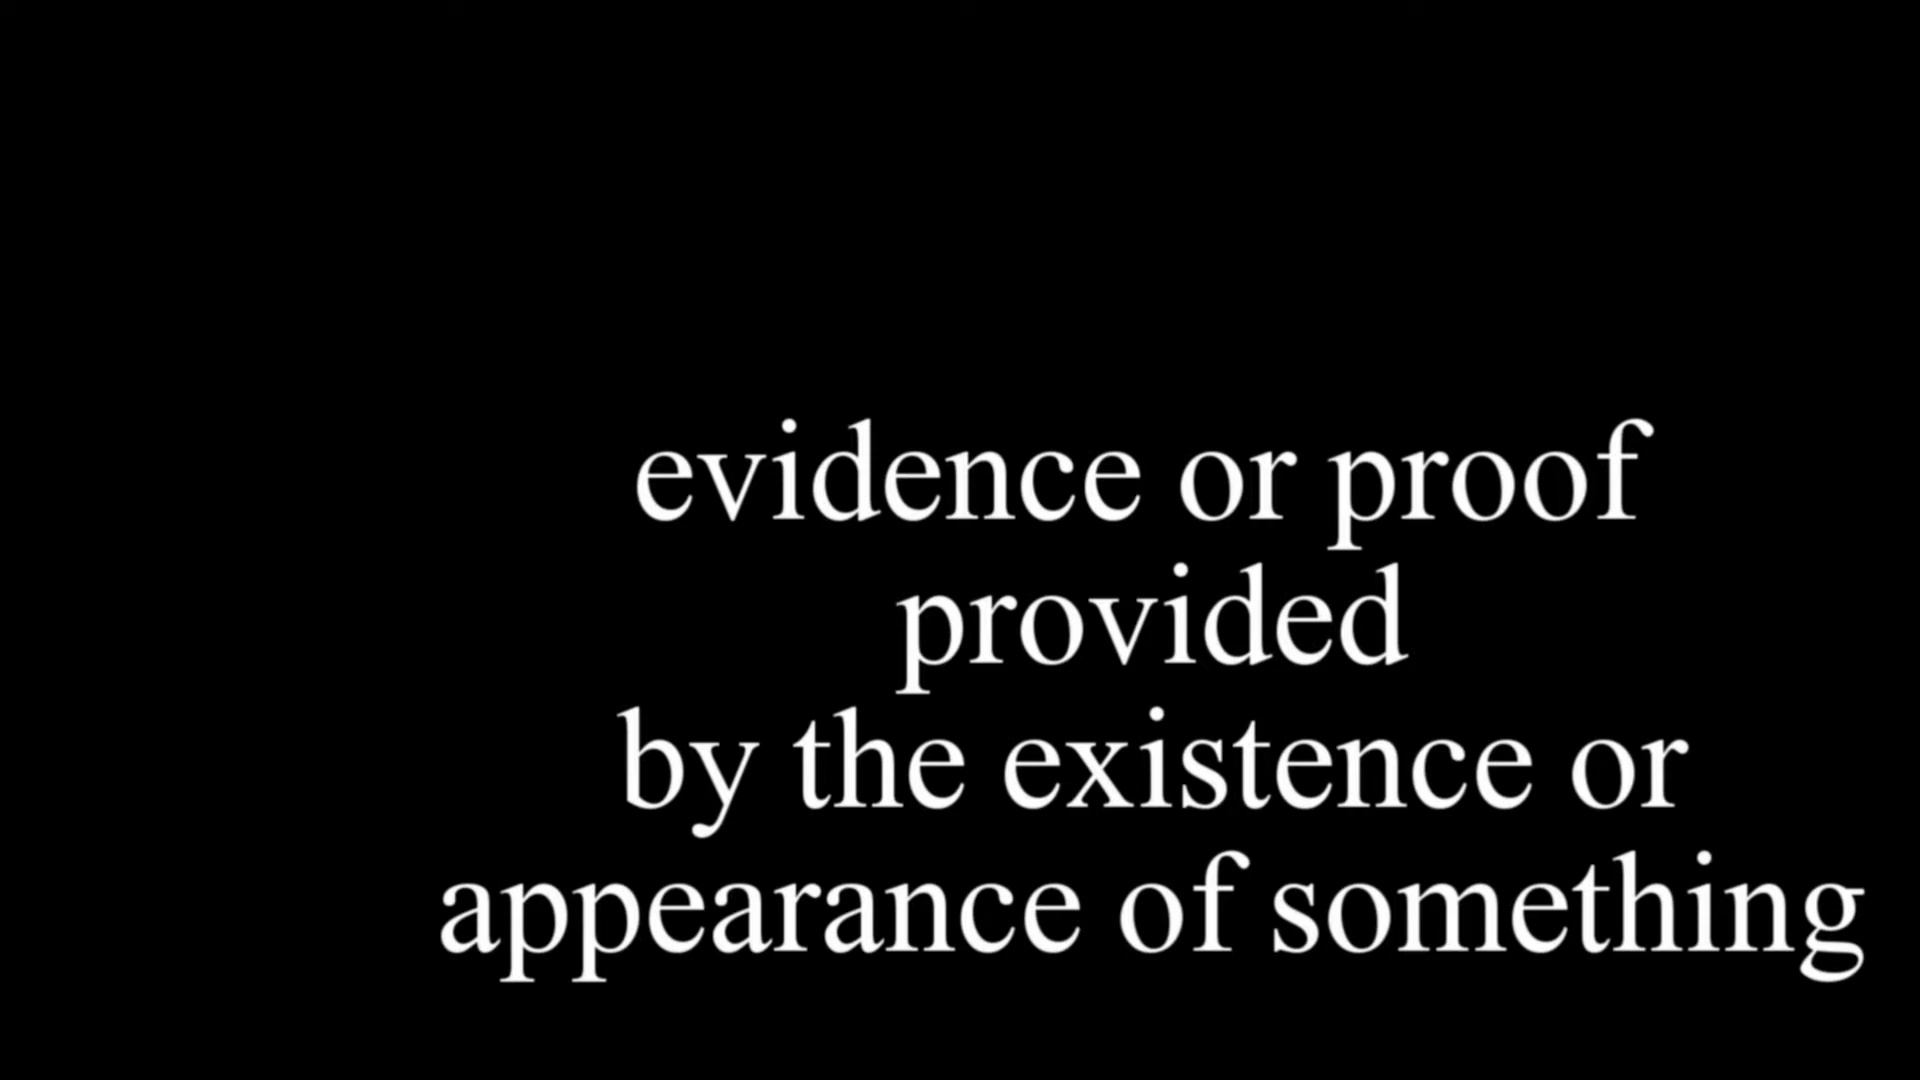 evidence or proof
provided
by the existence or
appearance of something